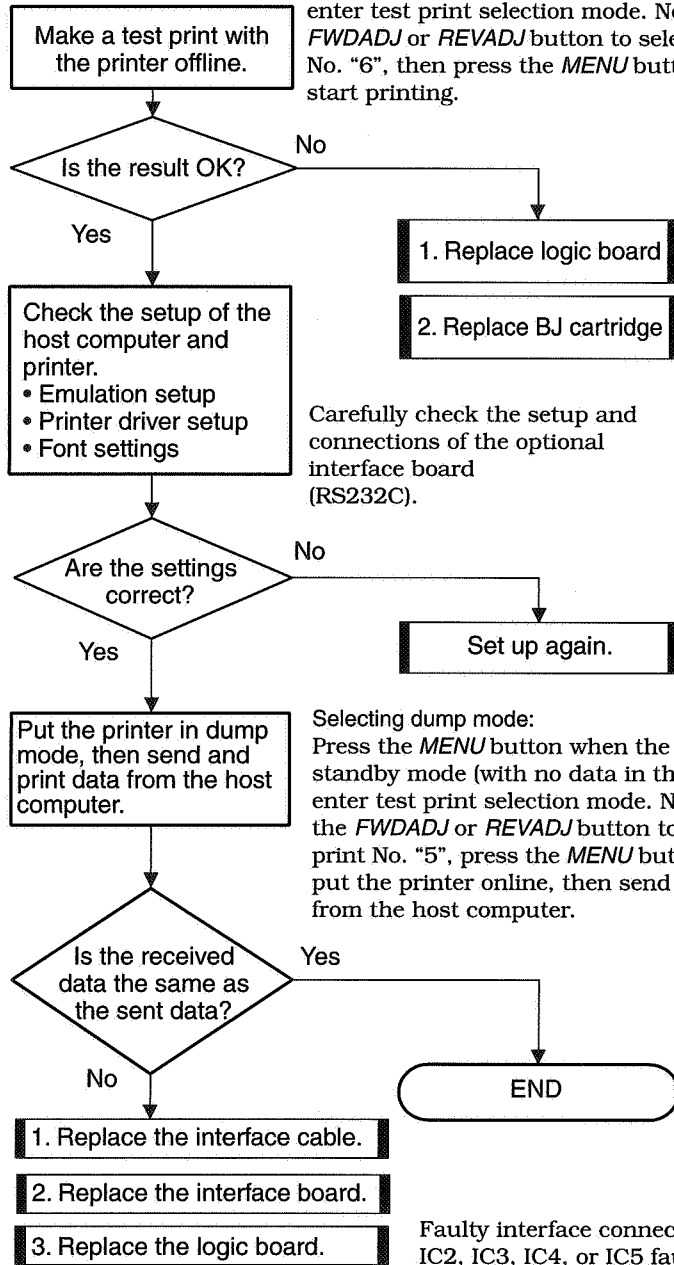 enter test print selection mode.
Make a test print with
the printer offline.
FWDADJ or REVADJ button to
No. “6”, then press the MENU
start printing.
Is the result OK?
No
Yes
1. Replace logic board
2. Replace BJ cartridge
Check the setup of the
host computer and
printer.
• Emulation setup
• Printer driver setup
• Font settings
Carefully check the setup and
connections of the optional
interface board
(RS232C).
Are the settings
correct?
No
Yes
Set up again.
Put the printer in dump
mode, then send and
print data from the host
computer.
Selecting dump mode:
Press the MENU button when the
standby mode (with no data in
enter test print selection mode.
the FWDADJ or REVADJ button
print No. “5”, press the MENU
put the printer online, then send
from the host computer.
Is the received
data the same as
the sent data?
Yes
No
END
1. Replace the interface cable.
2. Replace the interface board.
3. Replace the logic board.
Faulty interface
IC2, IC3, IC4, or IC5